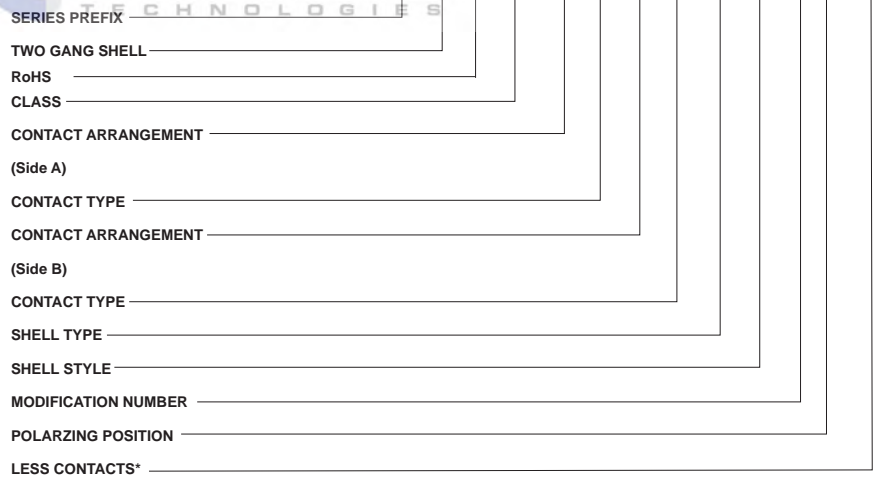 TECHNOLOGIES
SERIES PREFIX
TWO GANG SHELL
RoHS
CLASS
CONTACT ARRANGEMENT
(Side A)
CONTACT TYPE
CONTACT ARRANGEMENT
(Side B)
CONTACT TYPE
SHELL TYPE
SHELL STYLE
MODIFICATION NUMBER
POLARZING POSITION
LESS CONTACTS*